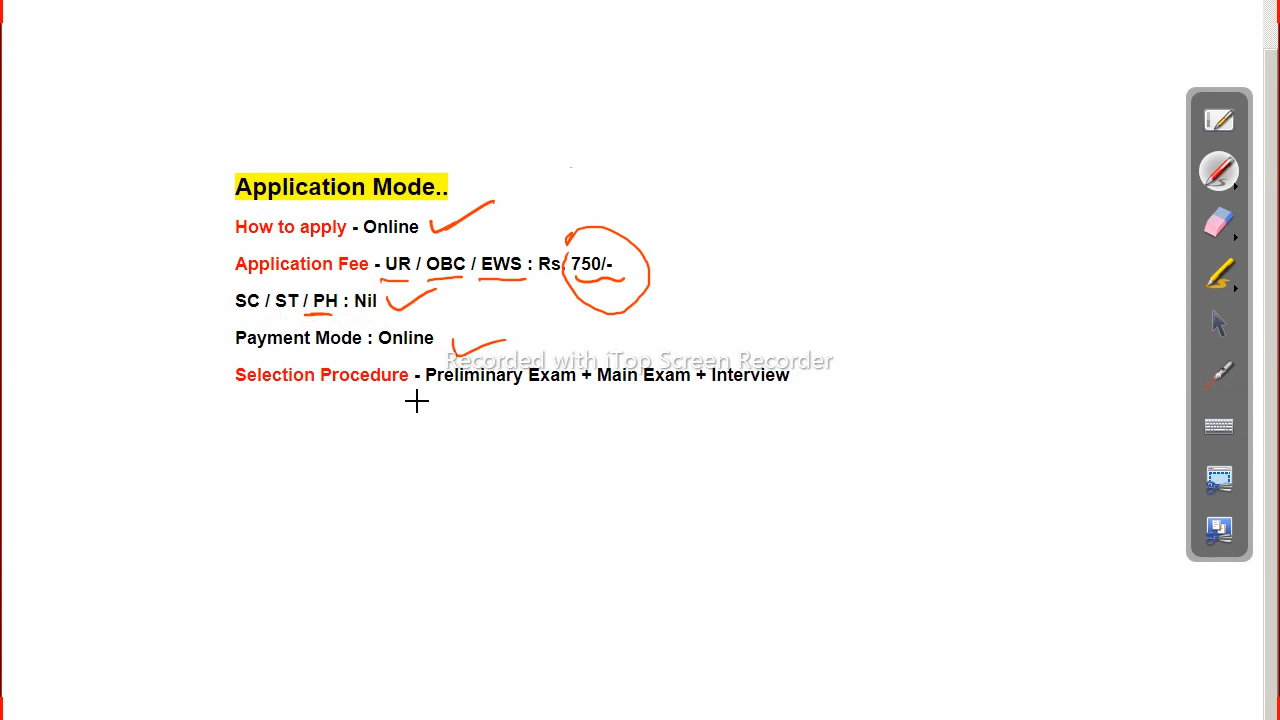 Application Mode..
How to apply - Online
Application Fee - UR / OBC / EWS : Rs. 750/-
SC / ST / PH : Nil
Payment Mode : Online
Recorded with iTop Screen Recorder
Selection Procedure - Preliminary Exam + Main Exam + Interview